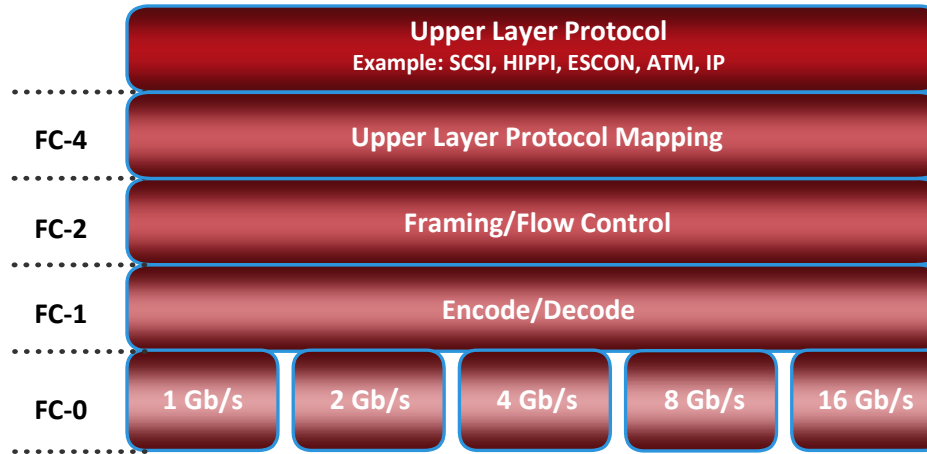 Upper Layer Protocol
Example: SCSI, HIPPI, ESCON, ATM, IP
FC-4
Upper Layer Protocol Mapping
FC-2
Framing/Flow Control
FC-1
Encode/Decode
FC-0
1 Gb/s
2 Gb/s
4 Gb/s
8 Gb/s
16 Gb/s